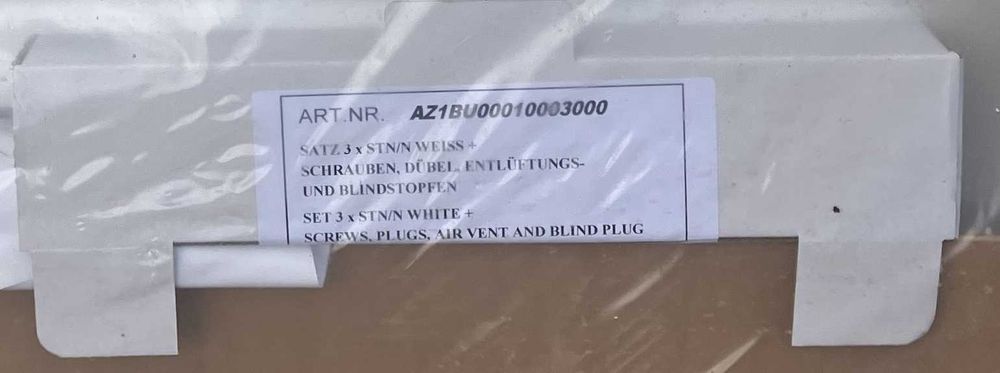 ART.NR. AZ1BU00010003000
SATZ 3 x STN/N WEISS +
SCHRAUBEN, DÜBEL, ENTLÜFTUNGS-
UND BLINDSTOPFEN
SET 3 x STN/N WHITE +
SCREWS, PLUGS, AIR VENT AND BLIND PLUG